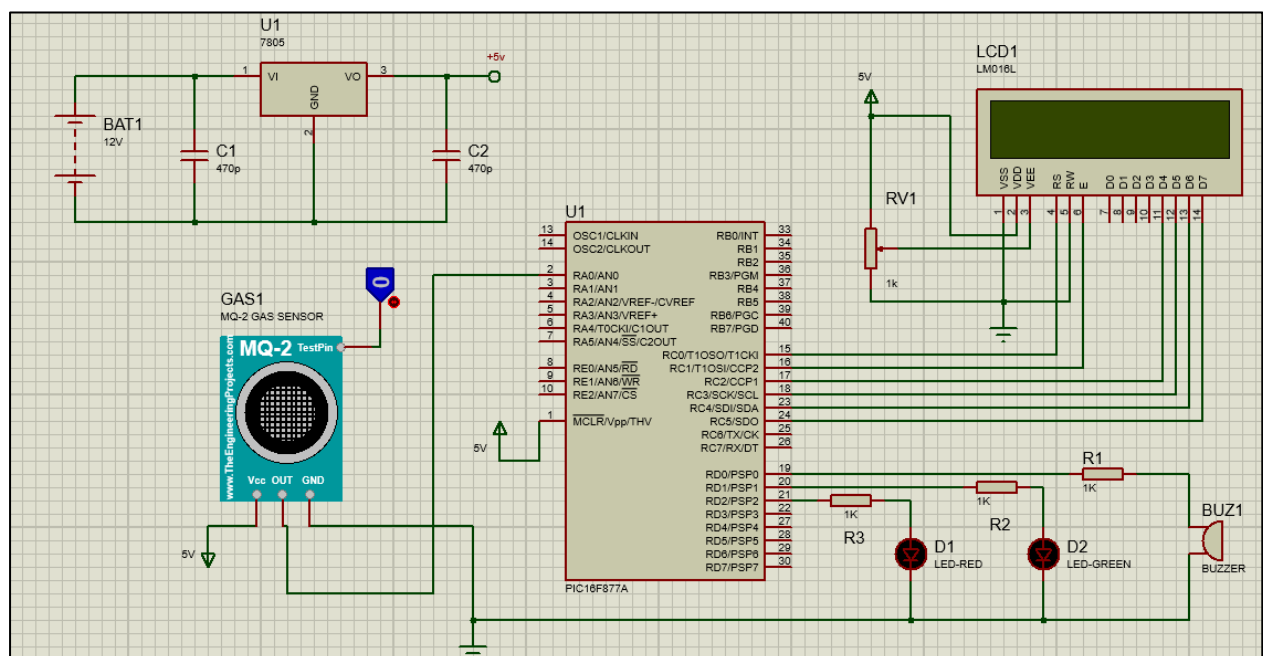 U1
7805
1 VI VO 3
GND
2
+5v
BAT1
12V
C1
470p
C2
470p
5V
LCD1
LM016L
VSS VDD VEE RS RW E D0 D1 D2 D3 D4 D5 D6 D7
1 2 3 4 5 6 7 8 9 10 11 12 13 14
RV1
1k
GAS1
MQ-2 GAS SENSOR
0
MQ-2 TestPin
www.TheEngineeringProjects.com
Vcc OUT GND
5V
5V
U1
13 OSC1/CLKIN
14 OSC2/CLKOUT
2 RA0/AN0
3 RA1/AN1
4 RA2/AN2/VREF-/CVREF
5 RA3/AN3/VREF+
6 RA4/T0CKI/C1OUT
7 RA5/AN4/SS/C2OUT
8 RE0/AN5/RD
9 RE1/AN6/WR
10 RE2/AN7/CS
1 MCLR/Vpp/THV
RB0/INT 33
RB1 34
RB2 35
RB3/PGM 36
RB4 37
RB5 38
RB6/PGC 39
RB7/PGD 40
RC0/T1OSO/T1CKI 15
RC1/T1OSI/CCP2 16
RC2/CCP1 17
RC3/SCK/SCL 18
RC4/SDI/SDA 23
RC5/SDO 24
RC6/TX/CK 25
RC7/RX/DT 26
RD0/PSP0 19
RD1/PSP1 20
RD2/PSP2 21
RD3/PSP3 22
RD4/PSP4 27
RD5/PSP5 28
RD6/PSP6 29
RD7/PSP7 30
PIC16F877A
R1
1K
R2
1K
R3
1K
D1
LED-RED
D2
LED-GREEN
BUZ1
BUZZER